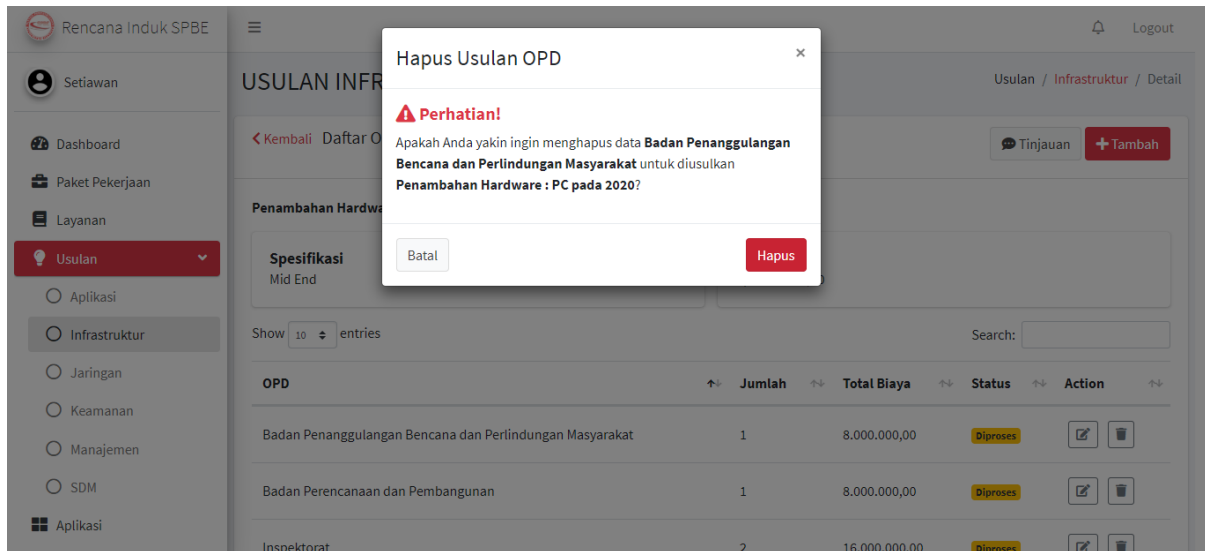 Rencana Induk SPBE
Logout
Setiawan
USULAN INFR
Usulan / Infrastruktur / Detail
Hapus Usulan OPD
×
Perhatian!
Apakah Anda yakin ingin menghapus data Badan Penanggulangan
Bencana dan Perlindungan Masyarakat untuk diusulkan
Penambahan Hardware : PC pada 2020?
Batal
Hapus
Dashboard
Paket Pekerjaan
Layanan
Usulan
Aplikasi
Infrastruktur
Jaringan
Keamanan
Manajemen
SDM
Aplikasi
Kembali Daftar O
Tinjauan
+ Tambah
Penambahan Hardwa
Spesifikasi
Mid End
Show 10 entries
Search:
OPD Jumlah Total Biaya Status Action
Badan Penanggulangan Bencana dan Perlindungan Masyarakat 1 8.000.000,00 Diproses
Badan Perencanaan dan Pembangunan 1 8.000.000,00 Diproses
Inspektorat 2 16.000.000,00 Diproses